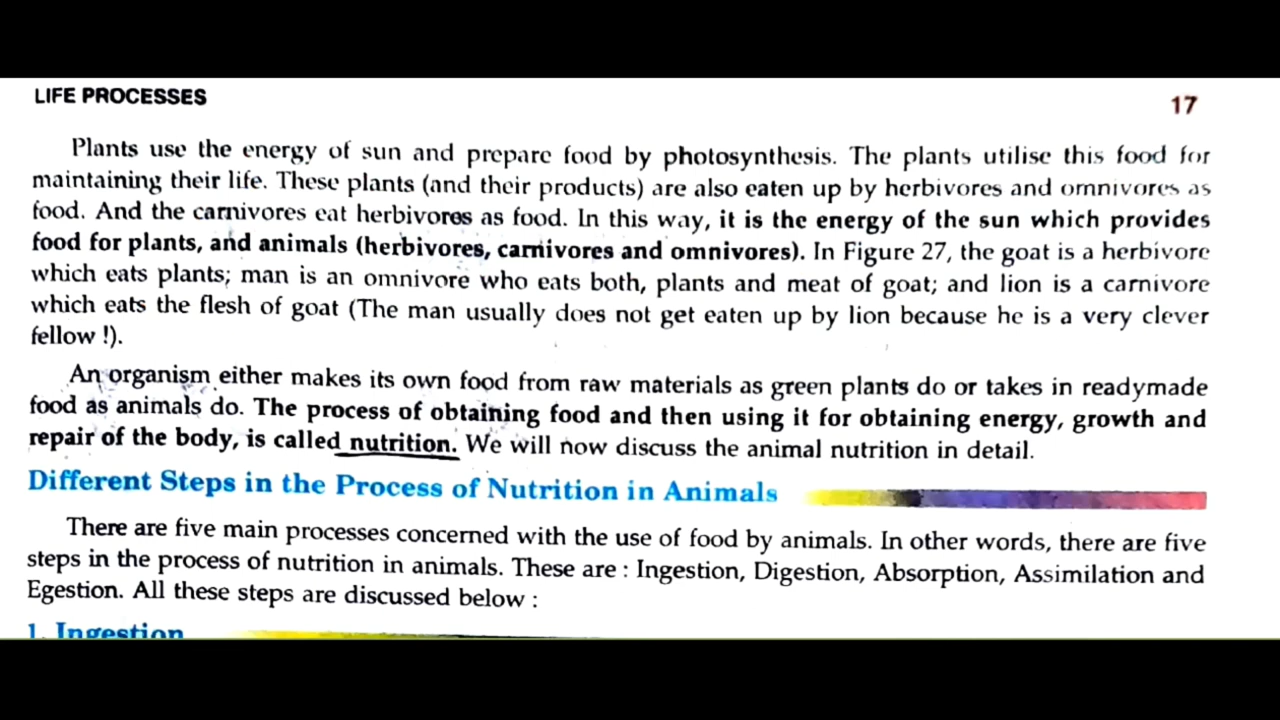 LIFE PROCESSES
17
Plants use the energy of sun and prepare food by photosynthesis. The plants utilise this food for
maintaining their life. These plants (and their products) are also eaten up by herbivores and omnivores as
food. And the carnivores eat herbivores as food. In this way, it is the energy of the sun which provides
food for plants, and animals (herbivores, carnivores and omnivores). In Figure 27, the goat is a herbivore
which eats plants; man is an omnivore who eats both, plants and meat of goat; and lion is a carnivore
which eats the flesh of goat (The man usually does not get eaten up by lion because he is a very clever
fellow !).
An organism either makes its own food from raw materials as green plants do or takes in readymade
food as animals do. The process of obtaining food and then using it for obtaining energy, growth and
repair of the body, is called nutrition. We will now discuss the animal nutrition in detail.
Different Steps in the Process of Nutrition in Animals
There are five main processes concerned with the use of food by animals. In other words, there are five
steps in the process of nutrition in animals. These are : Ingestion, Digestion, Absorption, Assimilation and
Egestion. All these steps are discussed below :
1. Ingestion